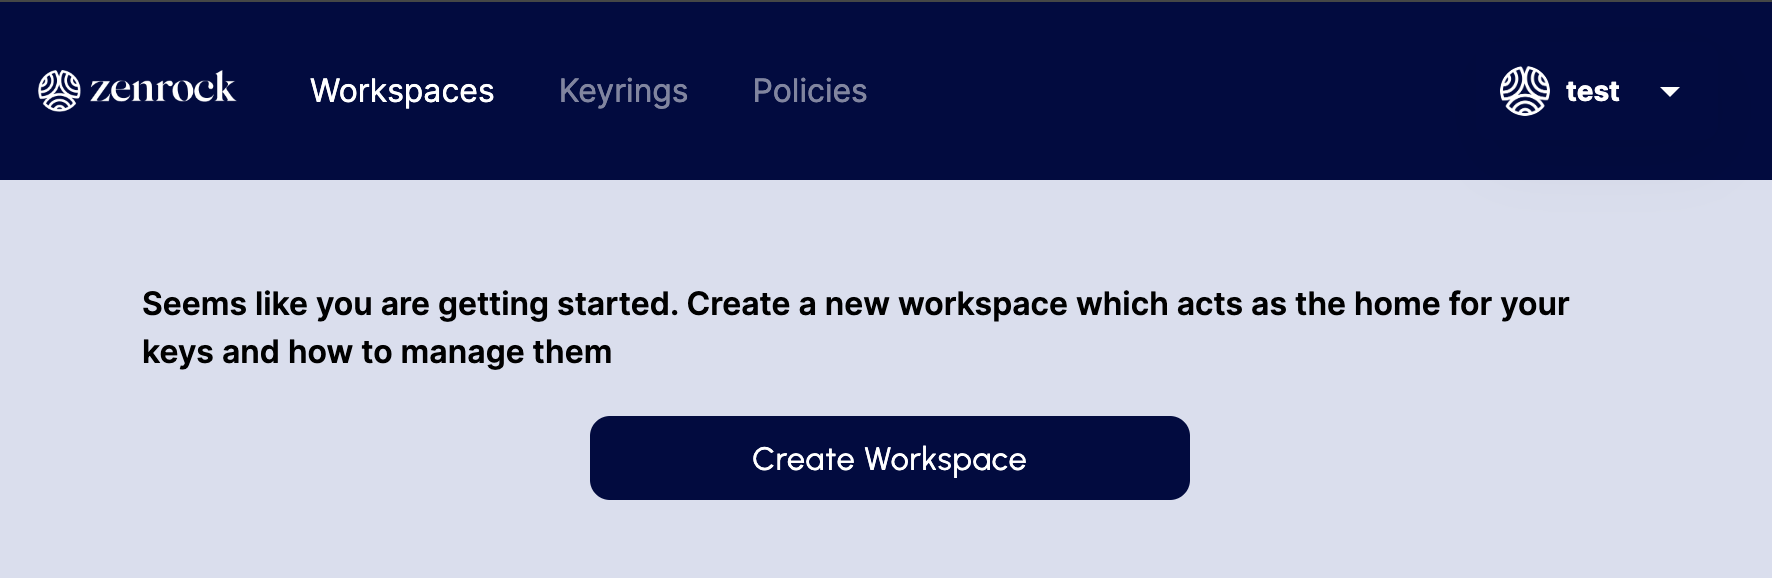 zenrock Workspaces Keyrings Policies test
Seems like you are getting started. Create a new workspace which acts as the home for your
keys and how to manage them
Create Workspace